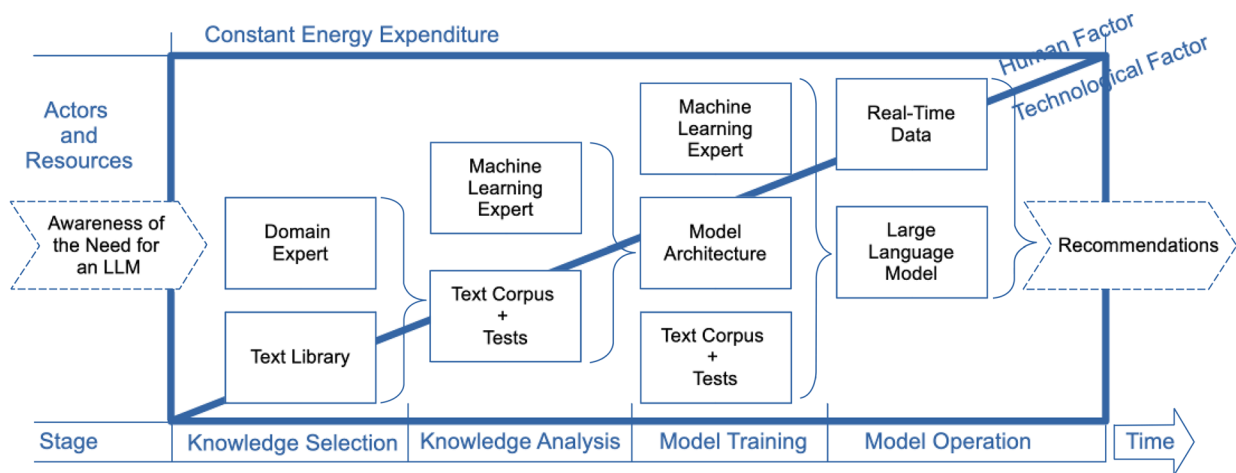 Constant Energy Expenditure
Human Factor
Technological Factor
Actors
and
Resources
Awareness of
the Need for
an LLM
Domain
Expert
Text Library
Machine
Learning
Expert
Text Corpus
+
Tests
Machine
Learning
Expert
Model
Architecture
Text Corpus
+
Tests
Real-Time
Data
Large
Language
Model
Recommendations
Stage
Knowledge Selection
Knowledge Analysis
Model Training
Model Operation
Time